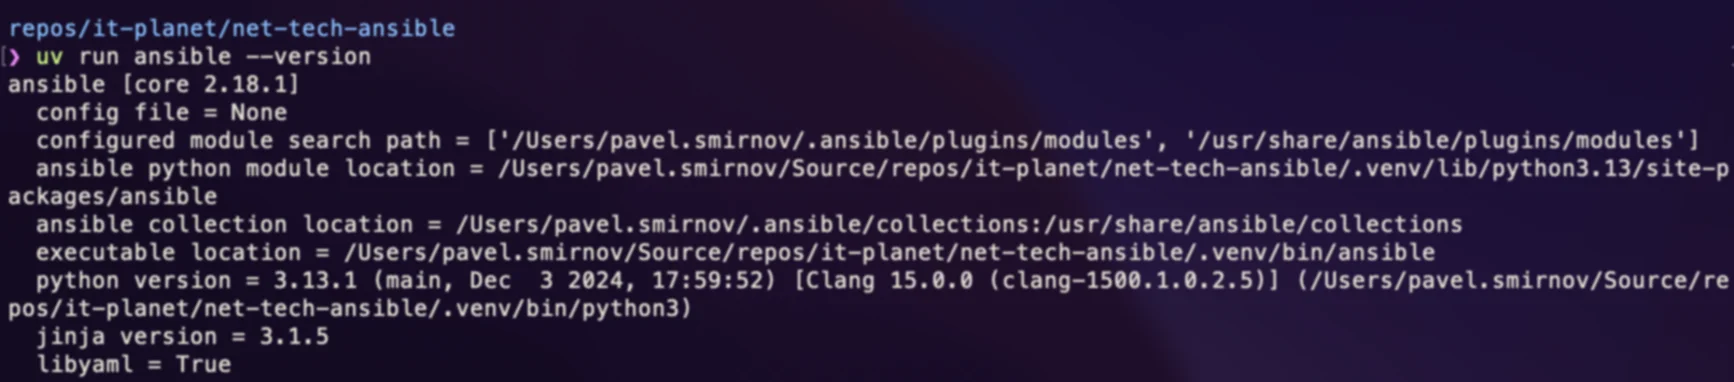 repos/it-planet/net-tech-ansible
[❯ uv run ansible --version
ansible [core 2.18.1]
  config file = None
  configured module search path = ['/Users/pavel.smirnov/.ansible/plugins/modules', '/usr/share/ansible/plugins/modules']
  ansible python module location = /Users/pavel.smirnov/Source/repos/it-planet/net-tech-ansible/.venv/lib/python3.13/site-p
ackages/ansible
  ansible collection location = /Users/pavel.smirnov/.ansible/collections:/usr/share/ansible/collections
  executable location = /Users/pavel.smirnov/Source/repos/it-planet/net-tech-ansible/.venv/bin/ansible
  python version = 3.13.1 (main, Dec  3 2024, 17:59:52) [Clang 15.0.0 (clang-1500.1.0.2.5)] (/Users/pavel.smirnov/Source/re
pos/it-planet/net-tech-ansible/.venv/bin/python3)
  jinja version = 3.1.5
  libyaml = True